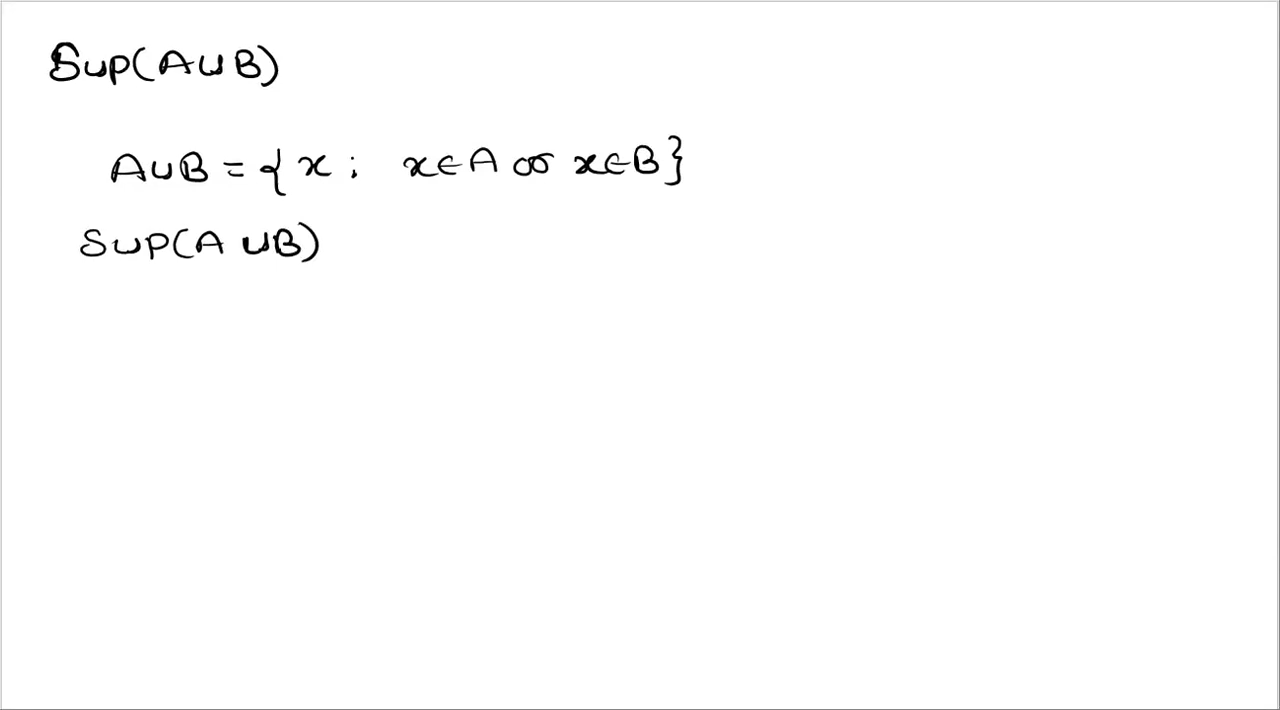 Sup(A∪B)
A∪B = {x ; x∈A or x∈B}
Sup(A ∪B)